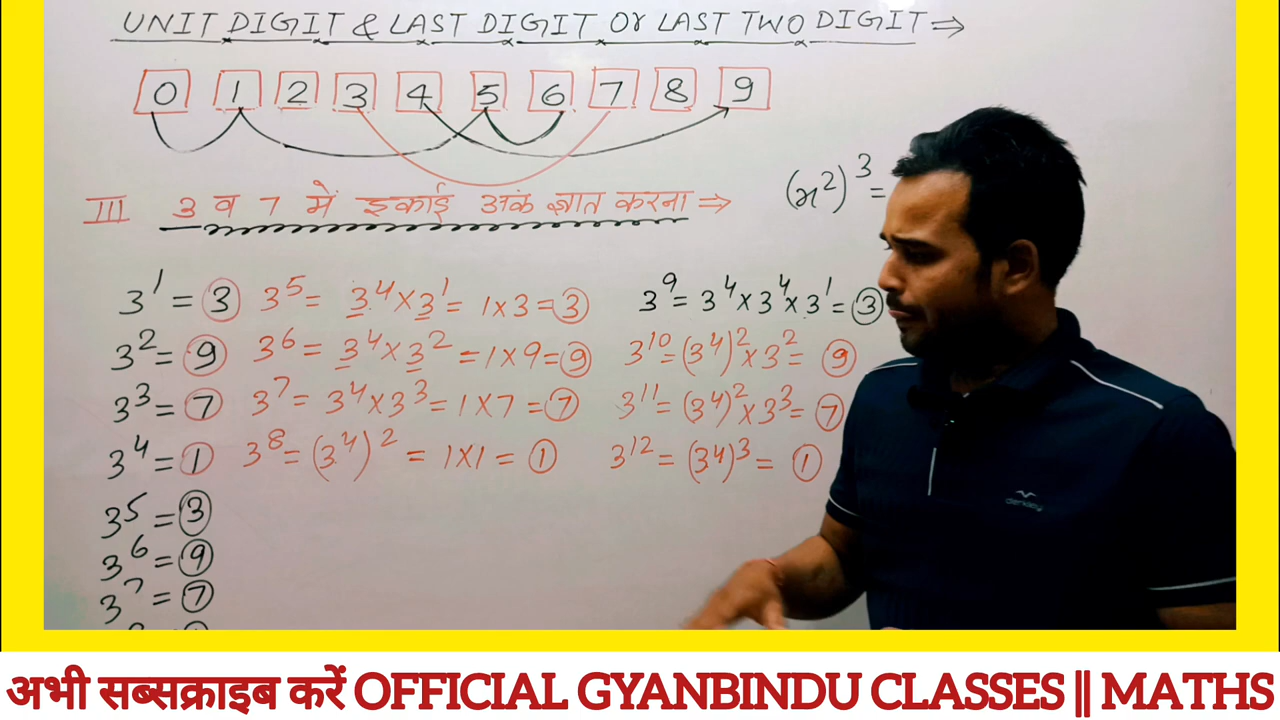 UNIT DIGIT & LAST DIGIT Or LAST TWO DIGIT ⇒
0 1 2 3 4 5 6 7 8 9
(x²)³ =
III 3 व 7 में इकाई अंक ज्ञात करना ⇒
3¹ = 3 3⁵ = 3⁴ × 3¹ = 1 × 3 = 3 3⁹ = 3⁴ × 3⁴ × 3¹ = 3
3² = 9 3⁶ = 3⁴ × 3² = 1 × 9 = 9 3¹⁰ = (3⁴)² × 3² = 9
3³ = 7 3⁷ = 3⁴ × 3³ = 1 × 7 = 7 3¹¹ = (3⁴)² × 3³ = 7
3⁴ = 1 3⁸ = (3⁴)² = 1 × 1 = 1 3¹² = (3⁴)³ = 1
3⁵ = 3
3⁶ = 9
3⁷ = 7
अभी सब्सक्राइब करें OFFICIAL GYANBINDU CLASSES || MATHS